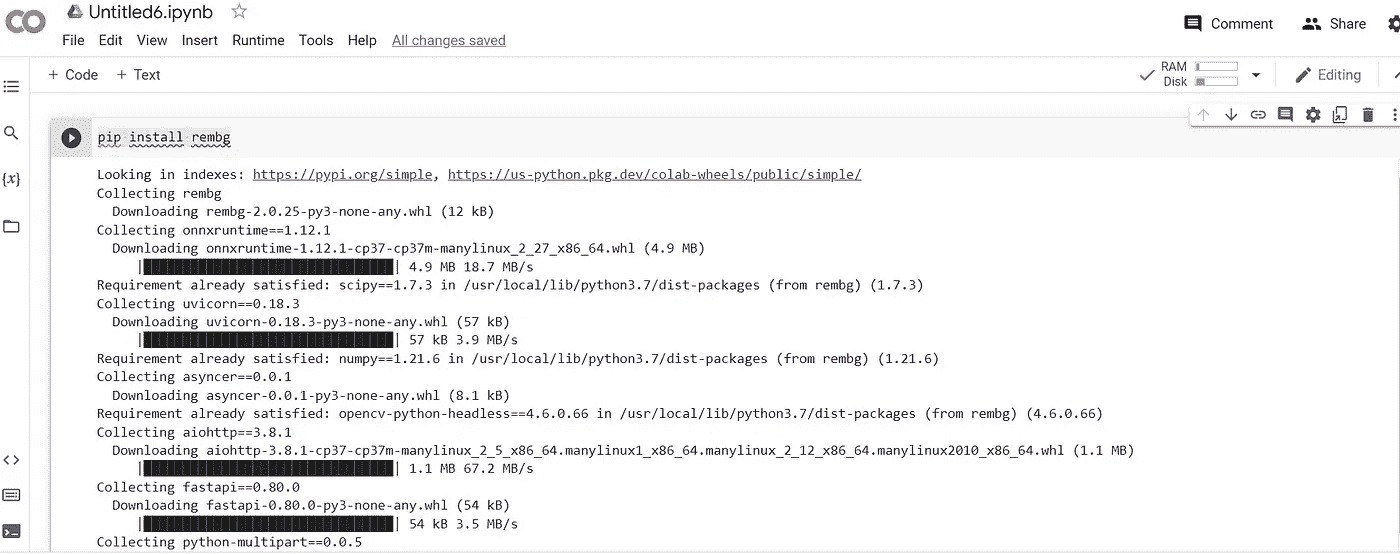 Untitled6.ipynb
File Edit View Insert Runtime Tools Help All changes saved
Comment Share
+ Code + Text
RAM
Disk
Editing
{x}
pip install rembg
Looking in indexes: https://pypi.org/simple, https://us-python.pkg.dev/colab-wheels/public/simple/
Collecting rembg
Downloading rembg-2.0.25-py3-none-any.whl (12 kB)
Collecting onnxruntime==1.12.1
Downloading onnxruntime-1.12.1-cp37-cp37m-manylinux_2_27_x86_64.whl (4.9 MB)
|████████████████████████████████| 4.9 MB 18.7 MB/s
Requirement already satisfied: scipy==1.7.3 in /usr/local/lib/python3.7/dist-packages (from rembg) (1.7.3)
Collecting uvicorn==0.18.3
Downloading uvicorn-0.18.3-py3-none-any.whl (57 kB)
|████████████████████████████████| 57 kB 3.9 MB/s
Requirement already satisfied: numpy==1.21.6 in /usr/local/lib/python3.7/dist-packages (from rembg) (1.21.6)
Collecting asyncer==0.0.1
Downloading asyncer-0.0.1-py3-none-any.whl (8.1 kB)
Requirement already satisfied: opencv-python-headless==4.6.0.66 in /usr/local/lib/python3.7/dist-packages (from rembg) (4.6.0.66)
Collecting aiohttp==3.8.1
Downloading aiohttp-3.8.1-cp37-cp37m-manylinux_2_5_x86_64.manylinux1_x86_64.manylinux_2_12_x86_64.manylinux2010_x86_64.whl (1.1 MB)
|████████████████████████████████| 1.1 MB 67.2 MB/s
Collecting fastapi==0.80.0
Downloading fastapi-0.80.0-py3-none-any.whl (54 kB)
|████████████████████████████████| 54 kB 3.5 MB/s
Collecting python-multipart==0.0.5